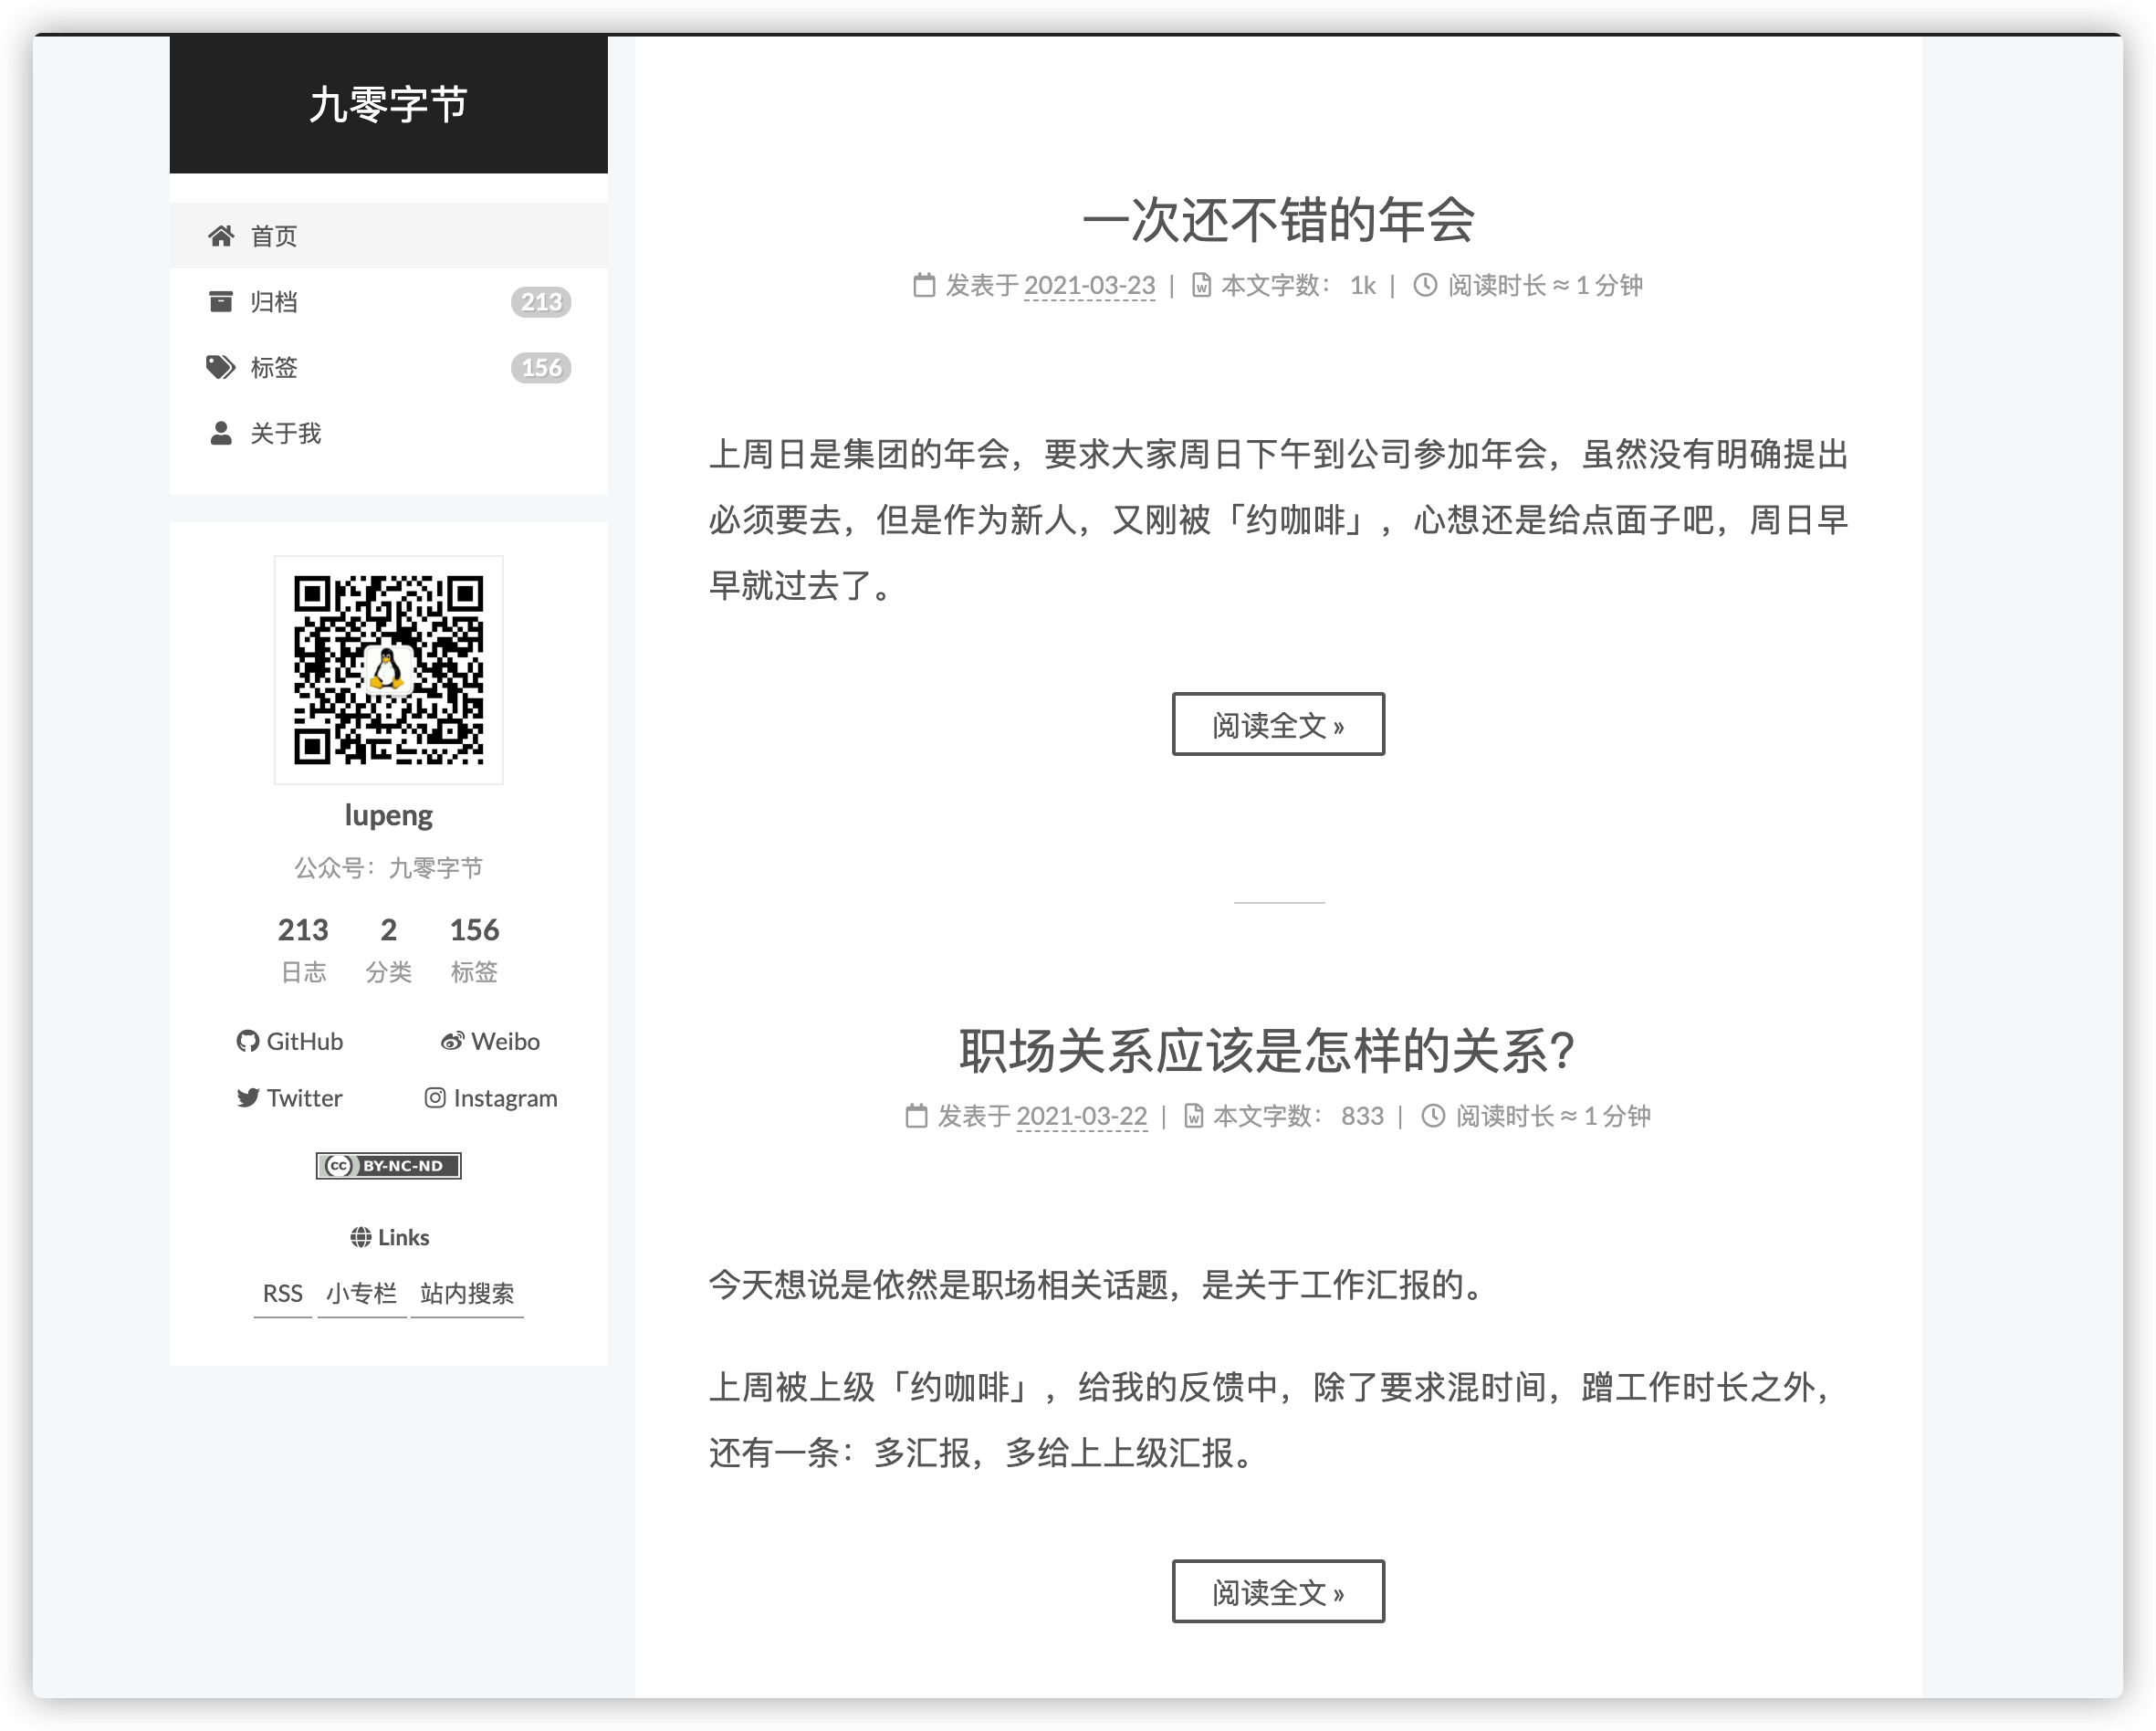 九零字节
首页
归档 213
标签 156
关于我
lupeng
公众号：九零字节
213 2 156
日志 分类 标签
GitHub Weibo
Twitter Instagram
cc BY-NC-ND
Links
RSS 小专栏 站内搜索
一次还不错的年会
发表于 2021-03-23 | 本文字数： 1k | 阅读时长 ≈ 1 分钟
上周日是集团的年会，要求大家周日下午到公司参加年会，虽然没有明确提出
必须要去，但是作为新人，又刚被「约咖啡」，心想还是给点面子吧，周日早
早就过去了。
阅读全文 »
职场关系应该是怎样的关系？
发表于 2021-03-22 | 本文字数： 833 | 阅读时长 ≈ 1 分钟
今天想说是依然是职场相关话题，是关于工作汇报的。
上周被上级「约咖啡」，给我的反馈中，除了要求混时间，蹭工作时长之外，
还有一条：多汇报，多给上上级汇报。
阅读全文 »